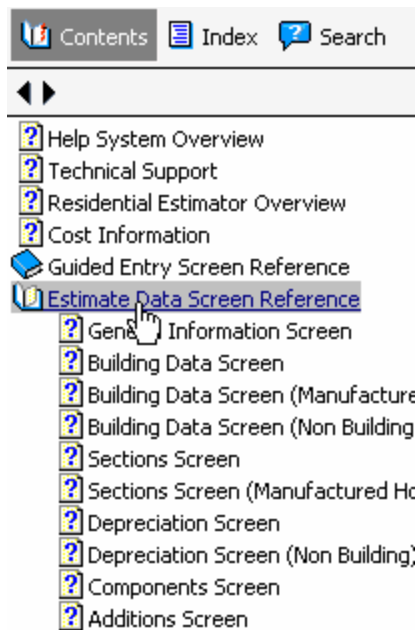 Contents Index Search
Help System Overview
Technical Support
Residential Estimator Overview
Cost Information
Guided Entry Screen Reference
Estimate Data Screen Reference
Information Screen
Building Data Screen
Building Data Screen (Manufacture
Building Data Screen (Non Building
Sections Screen
Sections Screen (Manufactured Ho
Depreciation Screen
Depreciation Screen (Non Building)
Components Screen
Additions Screen